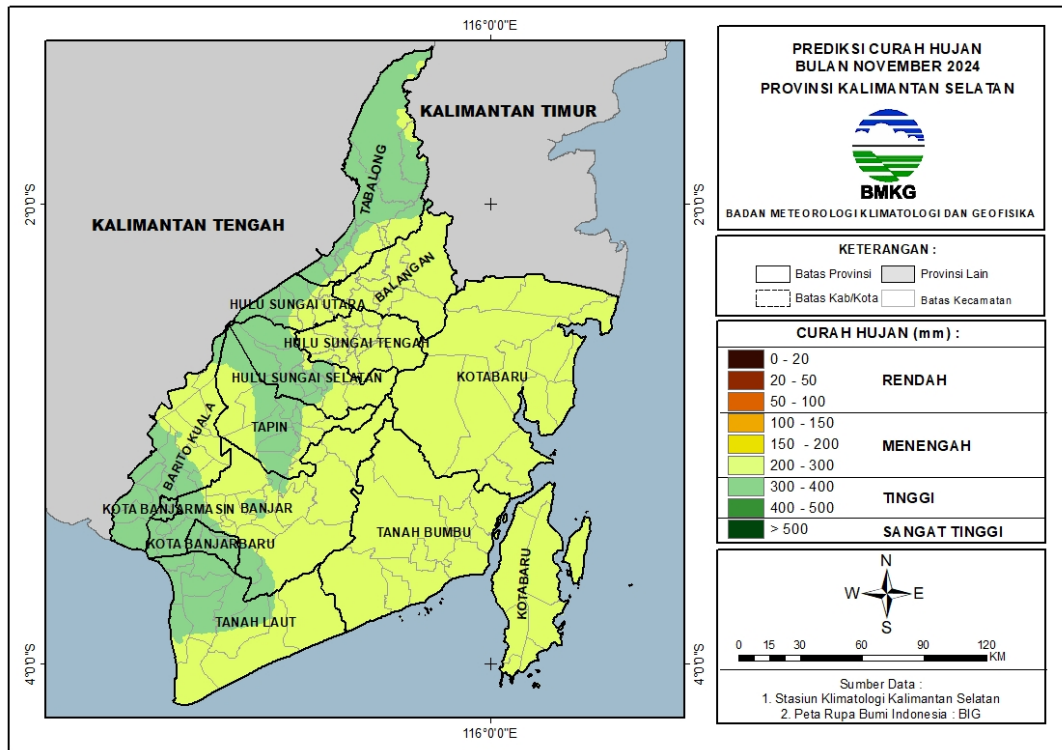 116°0'0"E
KALIMANTAN TIMUR
KALIMANTAN TENGAH
2°0'0"S
2°0'0"S
TABALONG
BALANGAN
HULU SUNGAI UTARA
HULU SUNGAI TENGAH
HULU SUNGAI SELATAN
KOTABARU
TAPIN
BARITO KUALA
KOTA BANJARMASIN
BANJAR
KOTA BANJARBARU
TANAH BUMBU
KOTABARU
TANAH LAUT
4°0'0"S
4°0'0"S
116°0'0"E
PREDIKSI CURAH HUJAN
BULAN NOVEMBER 2024
PROVINSI KALIMANTAN SELATAN
BMKG
BADAN METEOROLOGI KLIMATOLOGI DAN GEOFISIKA
KETERANGAN :
Batas Provinsi
Provinsi Lain
Batas Kab/Kota
Batas Kecamatan
CURAH HUJAN (mm) :
0 - 20
20 - 50
50 - 100
RENDAH
100 - 150
150 - 200
200 - 300
MENENGAH
300 - 400
400 - 500
TINGGI
> 500
SANGAT TINGGI
N
W E
S
0 15 30 60 90 120
KM
Sumber Data :
1. Stasiun Klimatologi Kalimantan Selatan
2. Peta Rupa Bumi Indonesia : BIG